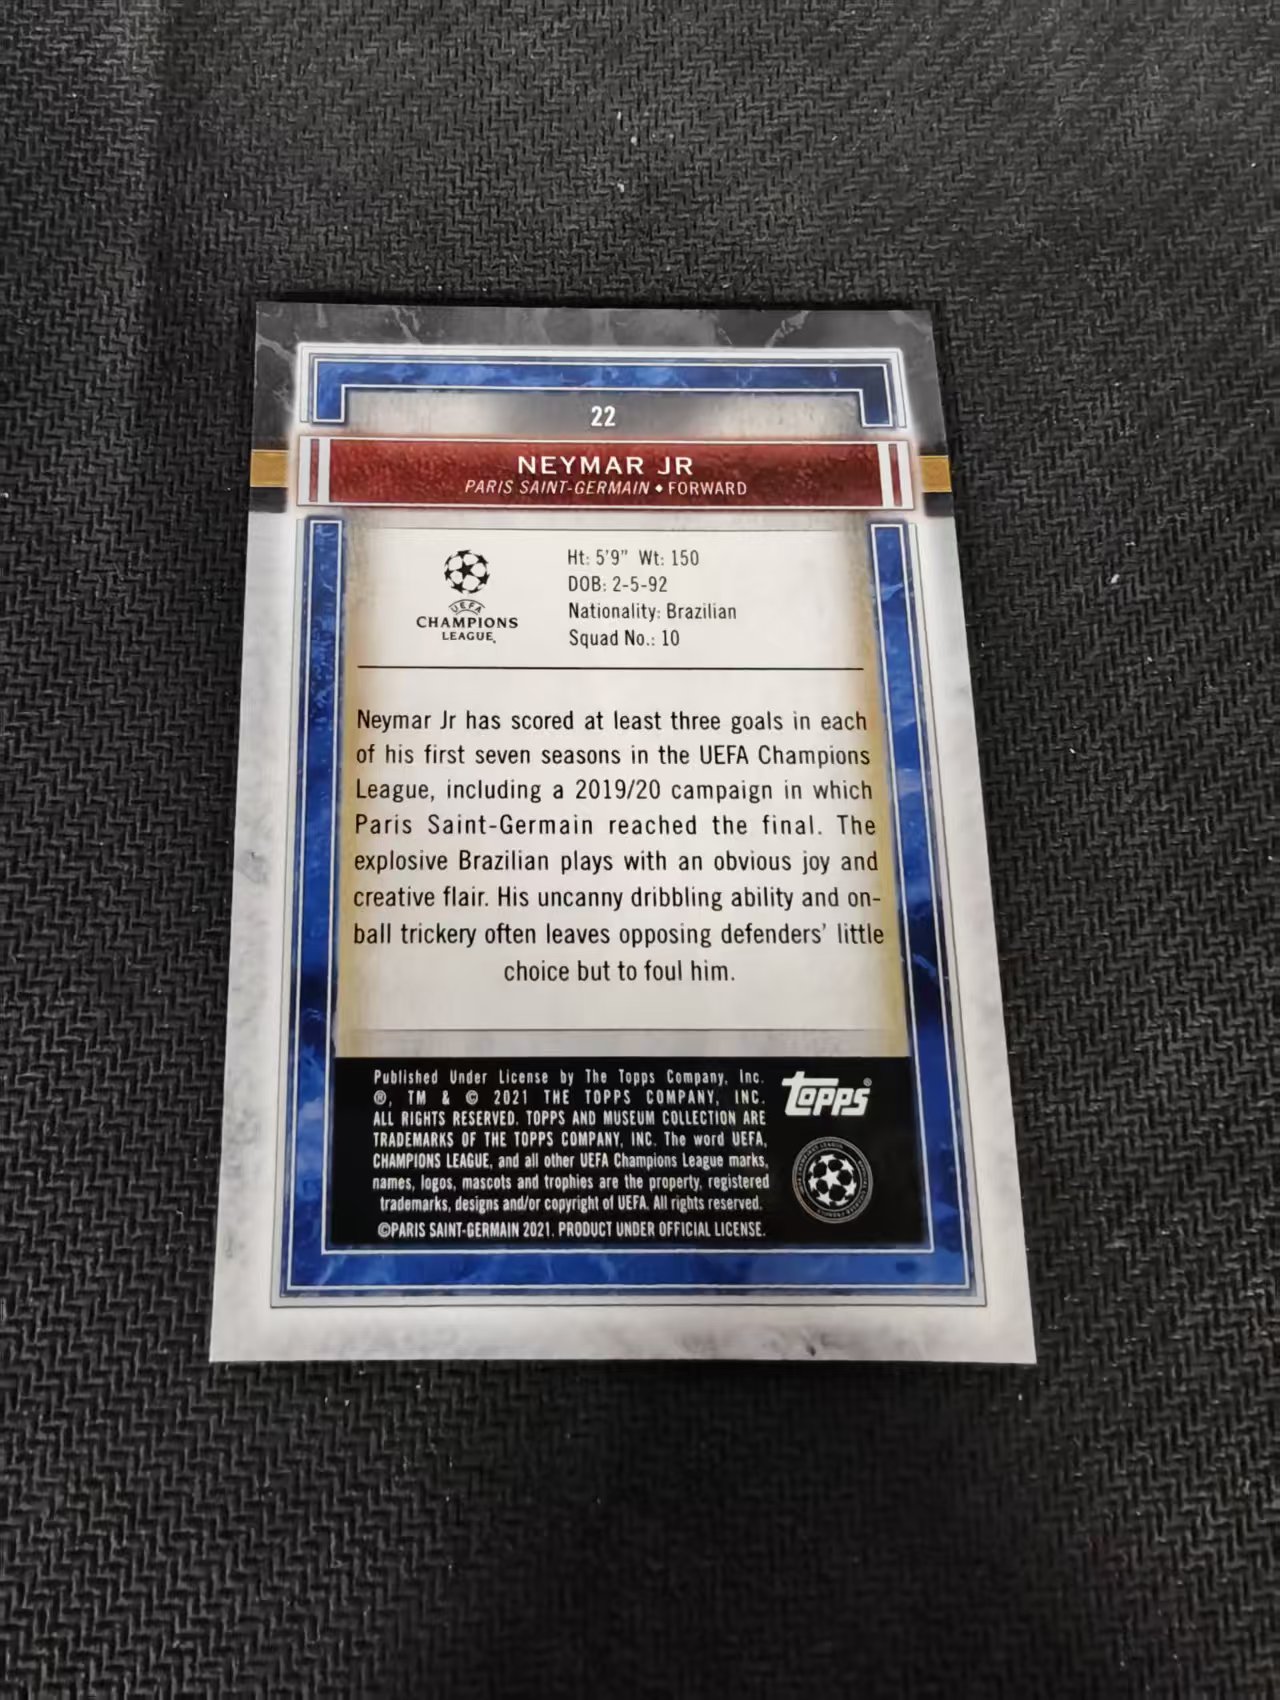 22
NEYMAR JR
PARIS SAINT-GERMAIN ◆ FORWARD
UEFA
CHAMPIONS
LEAGUE
Ht: 5'9" Wt: 150
DOB: 2-5-92
Nationality: Brazilian
Squad No.: 10
Neymar Jr has scored at least three goals in each
of his first seven seasons in the UEFA Champions
League, including a 2019/20 campaign in which
Paris Saint-Germain reached the final. The
explosive Brazilian plays with an obvious joy and
creative flair. His uncanny dribbling ability and on-
ball trickery often leaves opposing defenders' little
choice but to foul him.
Published Under License by The Topps Company, Inc.
®, TM & © 2021 THE TOPPS COMPANY, INC.
ALL RIGHTS RESERVED. TOPPS AND MUSEUM COLLECTION ARE
TRADEMARKS OF THE TOPPS COMPANY, INC. The word UEFA,
CHAMPIONS LEAGUE, and all other UEFA Champions League marks,
names, logos, mascots and trophies are the property, registered
trademarks, designs and/or copyright of UEFA. All rights reserved.
©PARIS SAINT-GERMAIN 2021. PRODUCT UNDER OFFICIAL LICENSE.
topps®